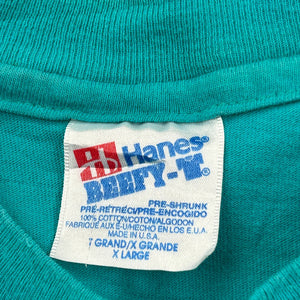 Hanes®
BEEFY-T®
PRE-SHRUNK
PRE-RETRECI/PRE-ENCOGIDO
100% COTTON/COTON/ALGODON
FABRIQUE AUX E-U/HECHO EN LOS E.U.A.
MADE IN U.S.A.
T GRAND/X GRANDE
X LARGE